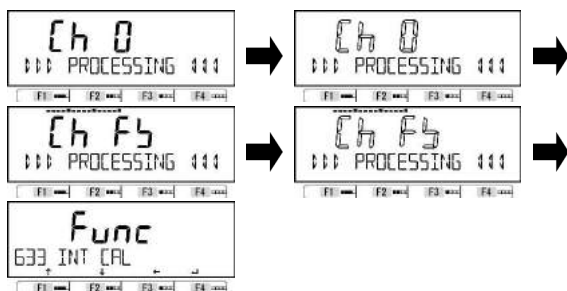 Ch 0
PROCESSING
F1 F2 F3 F4
Ch 0
PROCESSING
F1 F2 F3 F4
Ch FS
PROCESSING
F1 F2 F3 F4
Ch FS
PROCESSING
F1 F2 F3 F4
Func
633 INT CAL
F1 F2 F3 F4